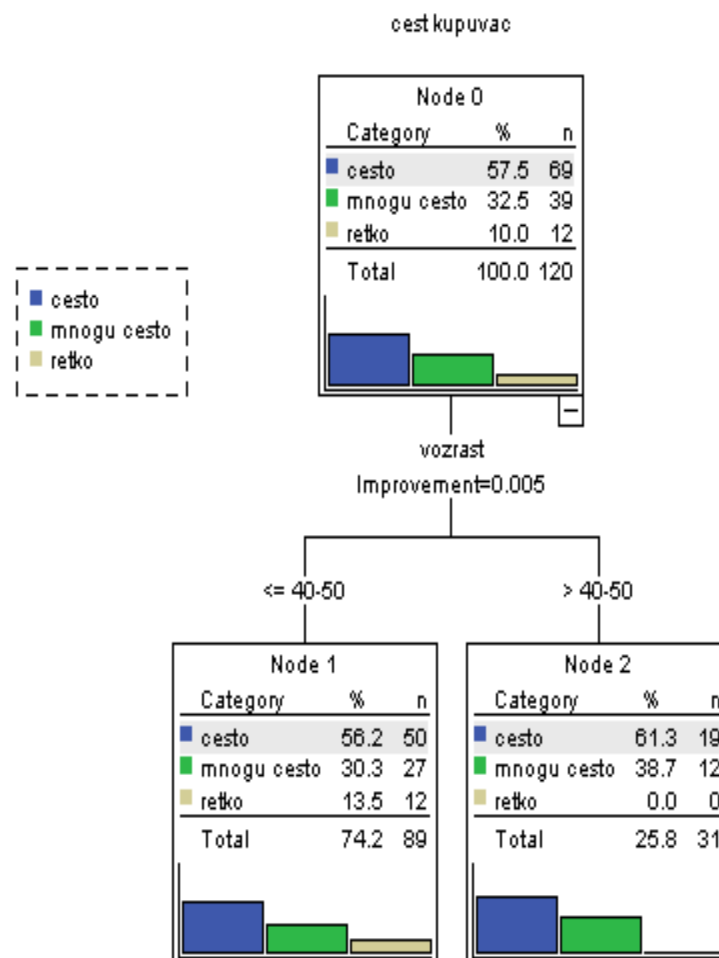 cest kupuvac
Node 0
Category % n
cesto 57.5 69
mnogu cesto 32.5 39
retko 10.0 12
Total 100.0 120
cesto
mnogu cesto
retko
vozrast
Improvement=0.005
<= 40-50
> 40-50
Node 1
Category % n
cesto 56.2 50
mnogu cesto 30.3 27
retko 13.5 12
Total 74.2 89
Node 2
Category % n
cesto 61.3 19
mnogu cesto 38.7 12
retko 0.0 0
Total 25.8 31